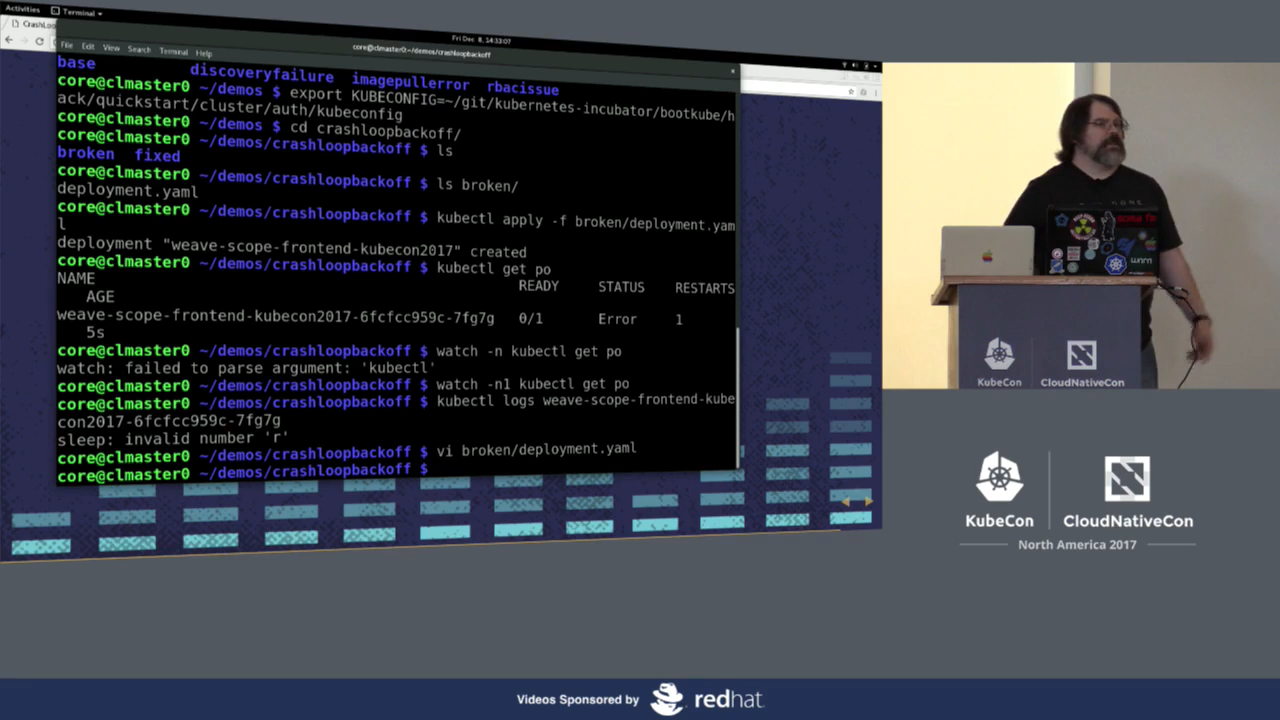 Activities Terminal
Fri Dec 8, 14:33:07
CrashLoo
core@clmaster0:~/demos/crashloopbackoff
File Edit View Search Terminal Help
base discoveryfailure imagepullerror rbacissue
core@clmaster0 ~/demos $ export KUBECONFIG=~/git/kubernetes-incubator/bootkube/h
ack/quickstart/cluster/auth/kubeconfig
core@clmaster0 ~/demos $ cd crashloopbackoff/
core@clmaster0 ~/demos/crashloopbackoff $ ls
broken fixed
core@clmaster0 ~/demos/crashloopbackoff $ ls broken/
deployment.yaml
core@clmaster0 ~/demos/crashloopbackoff $ kubectl apply -f broken/deployment.yam
l
deployment "weave-scope-frontend-kubecon2017" created
core@clmaster0 ~/demos/crashloopbackoff $ kubectl get po
NAME READY STATUS RESTARTS
AGE
weave-scope-frontend-kubecon2017-6fcfcc959c-7fg7g 0/1 Error 1
5s
core@clmaster0 ~/demos/crashloopbackoff $ watch -n kubectl get po
watch: failed to parse argument: 'kubectl'
core@clmaster0 ~/demos/crashloopbackoff $ watch -n1 kubectl get po
core@clmaster0 ~/demos/crashloopbackoff $ kubectl logs weave-scope-frontend-kube
con2017-6fcfcc959c-7fg7g
sleep: invalid number 'r'
core@clmaster0 ~/demos/crashloopbackoff $ vi broken/deployment.yaml
core@clmaster0 ~/demos/crashloopbackoff $
KubeCon CloudNativeCon
KubeCon CloudNativeCon
North America 2017
Videos Sponsored by redhat.